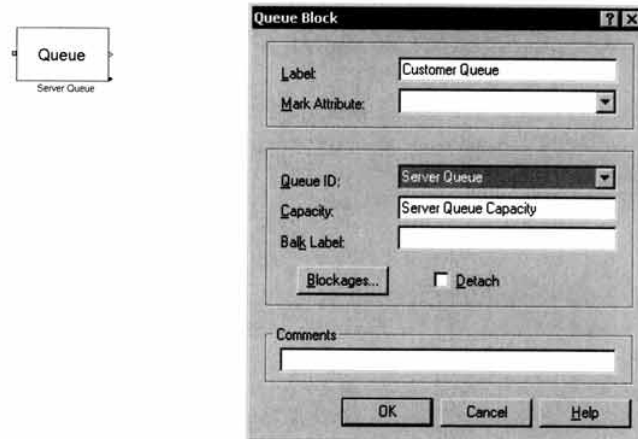 Queue
Server Queue
Queue Block
Label:
Customer Queue
Mark Attribute:
Queue ID:
Server Queue
Capacity:
Server Queue Capacity
Balk Label:
Blockages...
Detach
Comments
OK
Cancel
Help